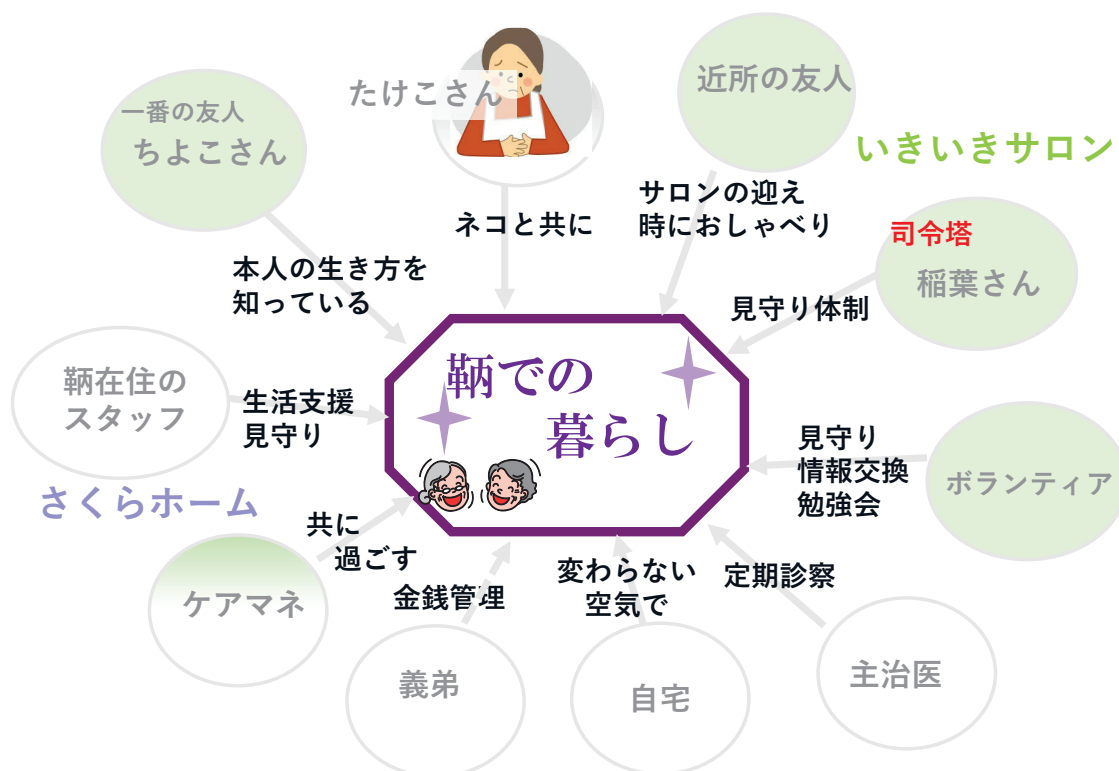 たけこさん
ネコと共に
近所の友人
サロンの迎え
時におしゃべり
いきいきサロン
司令塔
稲葉さん
見守り体制
ボランティア
見守り
情報交換
勉強会
主治医
定期診察
自宅
変わらない
空気で
義弟
金銭管理
ケアマネ
共に
過ごす
さくらホーム
鞆在住の
スタッフ
生活支援
見守り
一番の友人
ちよこさん
本人の生き方を
知っている
鞆での
暮らし